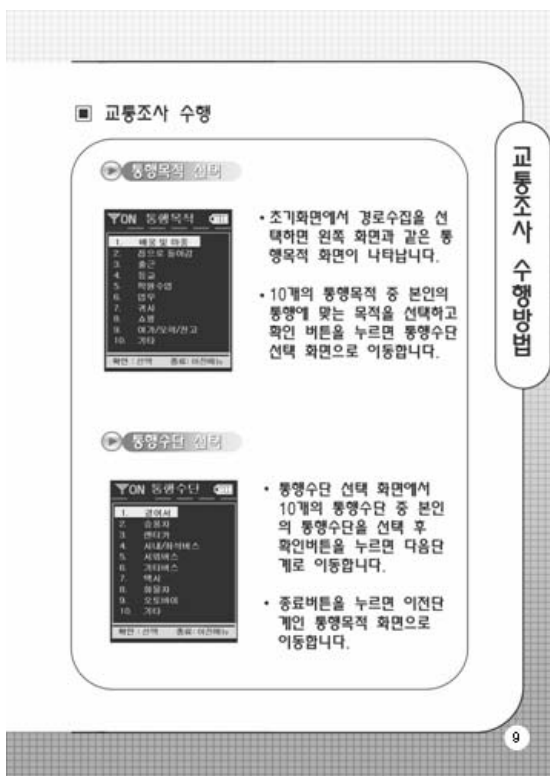 교통조사 수행
통행목적 선택
ON 통행목적
1. 배웅 및 마중
2. 집으로 돌아감
3. 출근
4. 등교
5. 학원수업
6. 업무
7. 귀사
8. 쇼핑
9. 여가/오락/친교
10. 기타
확인 : 선택 종료: 이전메뉴
• 초기화면에서 경로수집을 선
택하면 왼쪽 화면과 같은 통
행목적 화면이 나타납니다.
• 10개의 통행목적 중 본인의
통행에 맞는 목적을 선택하고
확인 버튼을 누르면 통행수단
선택 화면으로 이동합니다.
통행수단 선택
ON 통행수단
1. 걸어서
2. 승용차
3. 렌터카
4. 시내/좌석버스
5. 시외버스
6. 기타버스
7. 택시
8. 화물차
9. 오토바이
10. 기타
확인 : 선택 종료: 이전메뉴
• 통행수단 선택 화면에서
10개의 통행수단 중 본인
의 통행수단을 선택 후
확인버튼을 누르면 다음단
계로 이동합니다.
• 종료버튼을 누르면 이전단
계인 통행목적 화면으로
이동합니다.
교통조사 수행방법
9